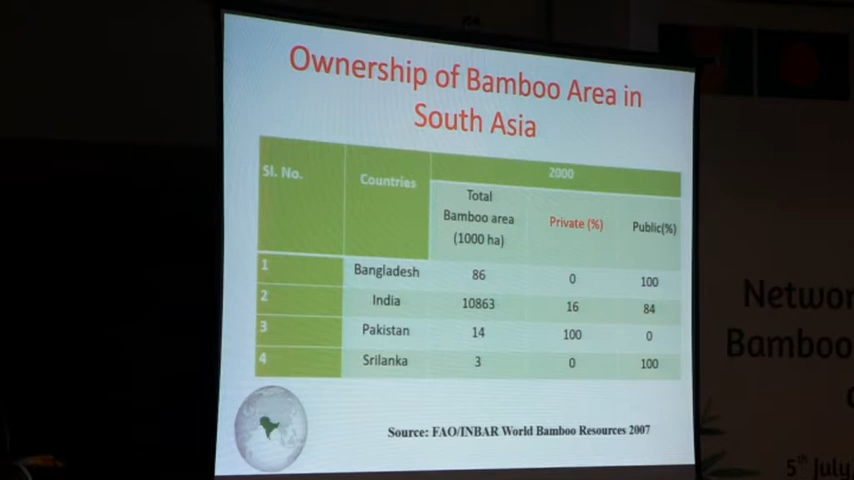 Ownership of Bamboo Area in
South Asia
Sl. No. Countries 2000
Total
Bamboo area
(1000 ha) Private (%) Public(%)
1 Bangladesh 86 0 100
2 India 10863 16 84
3 Pakistan 14 100 0
4 Srilanka 3 0 100
Source: FAO/INBAR World Bamboo Resources 2007
Networ
Bamboo
5th July,